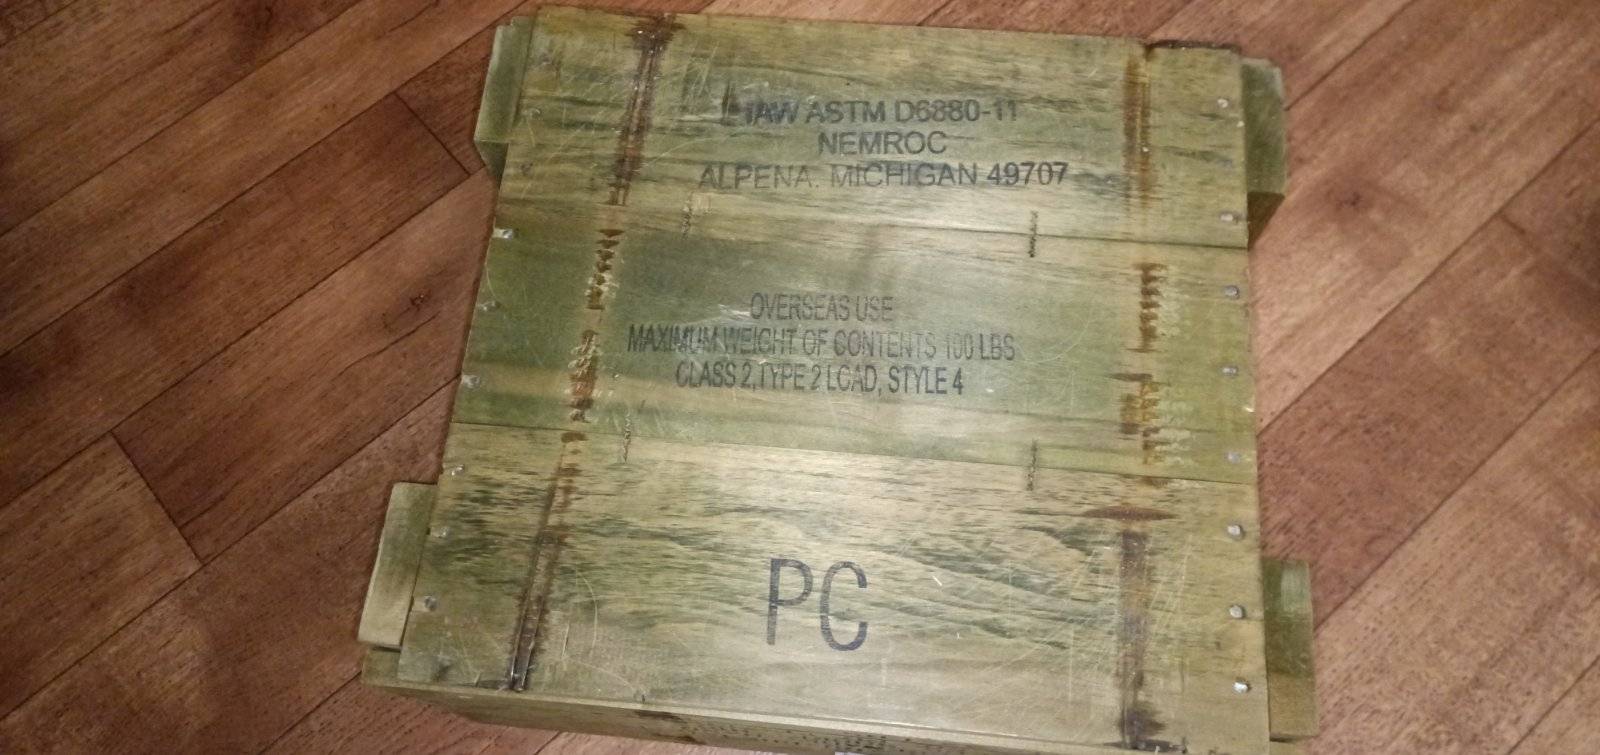 IAW ASTM D6880-11
NEMROC
ALPENA. MICHIGAN 49707
OVERSEAS USE
MAXIMUM WEIGHT OF CONTENTS 100 LBS
CLASS 2, TYPE 2 LOAD, STYLE 4
PC